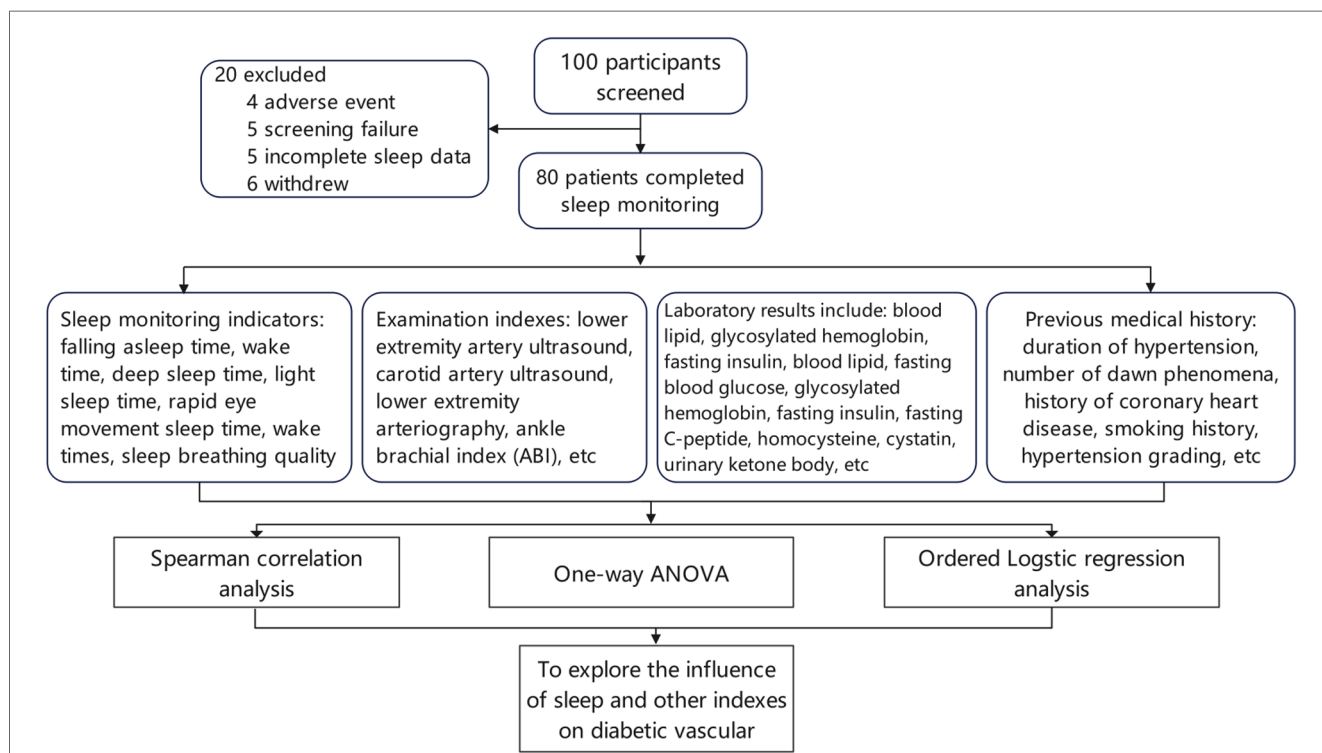 100 participants
screened
20 excluded
4 adverse event
5 screening failure
5 incomplete sleep data
6 withdrew
80 patients completed
sleep monitoring
Sleep monitoring indicators:
falling asleep time, wake
time, deep sleep time, light
sleep time, rapid eye
movement sleep time, wake
times, sleep breathing quality
Examination indexes: lower
extremity artery ultrasound,
carotid artery ultrasound,
lower extremity
arteriography, ankle
brachial index (ABI), etc
Laboratory results include: blood
lipid, glycosylated hemoglobin,
fasting insulin, blood lipid, fasting
blood glucose, glycosylated
hemoglobin, fasting insulin, fasting
C-peptide, homocysteine, cystatin,
urinary ketone body, etc
Previous medical history:
duration of hypertension,
number of dawn phenomena,
history of coronary heart
disease, smoking history,
hypertension grading, etc
Spearman correlation
analysis
One-way ANOVA
Ordered Logstic regression
analysis
To explore the influence
of sleep and other indexes
on diabetic vascular